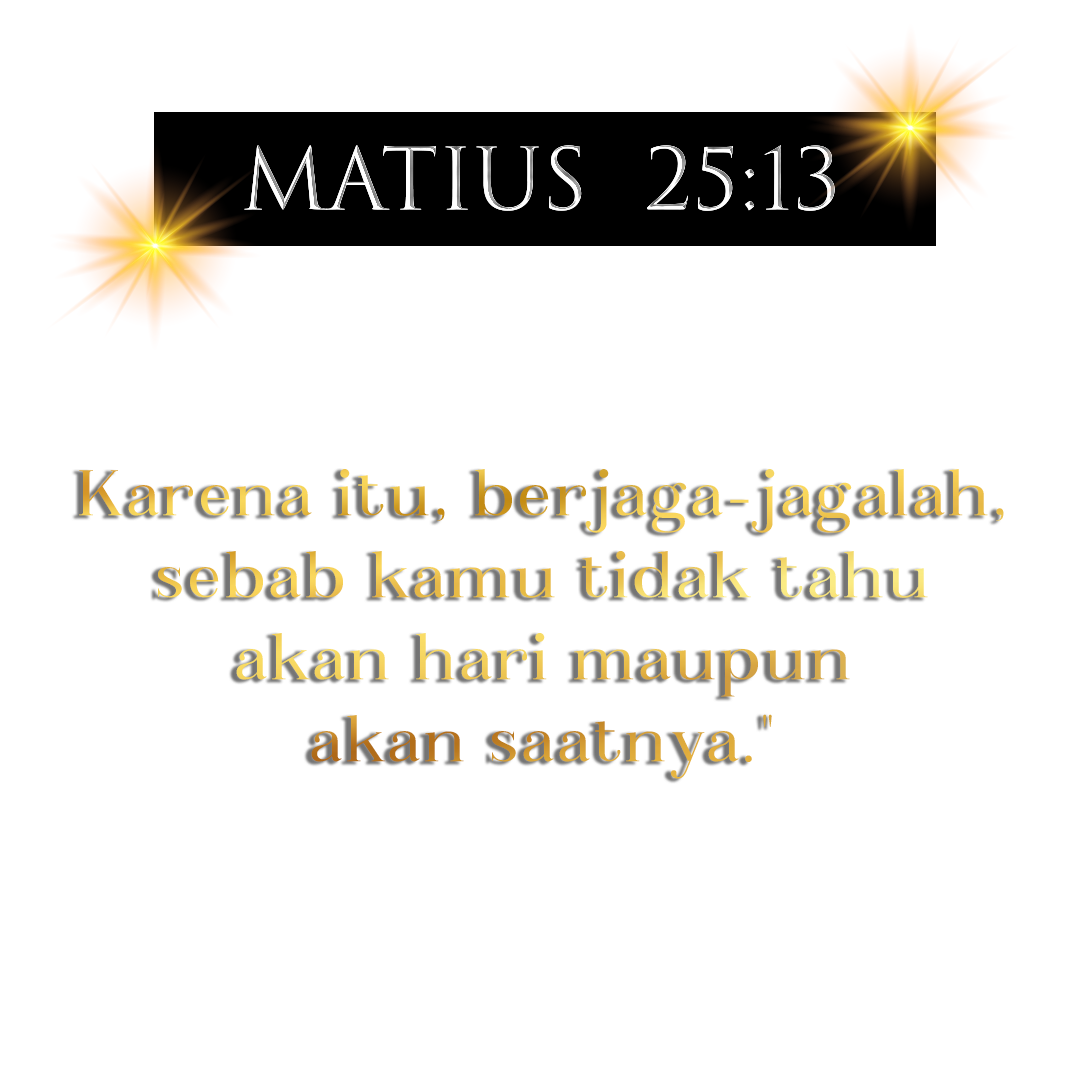 MATIUS 25:13
Karena itu, berjaga-jagalah,
sebab kamu tidak tahu
akan hari maupun
akan saatnya."